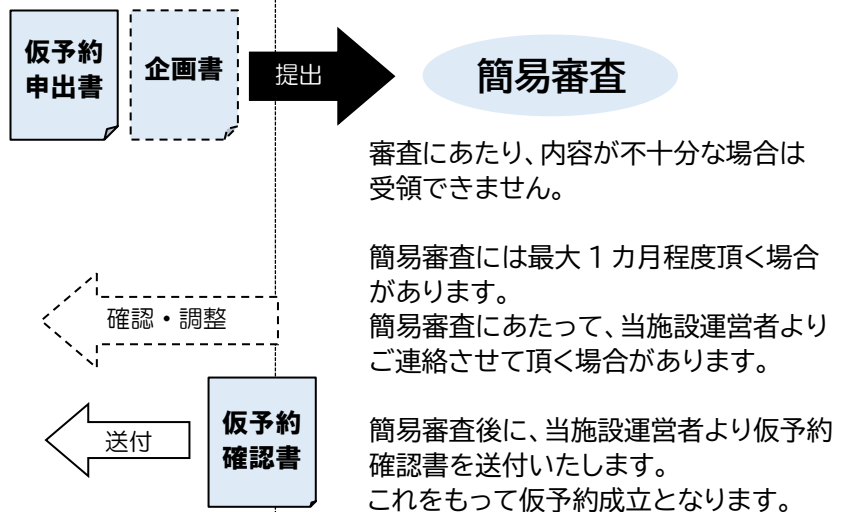 仮予約
申出書
企画書
提出
簡易審査
審査にあたり、内容が不十分な場合は
受領できません。
簡易審査には最大1カ月程度頂く場合
があります。
簡易審査にあたって、当施設運営者より
ご連絡させて頂く場合があります。
確認・調整
送付
仮予約
確認書
簡易審査後に、当施設運営者より仮予約
確認書を送付いたします。
これをもって仮予約成立となります。